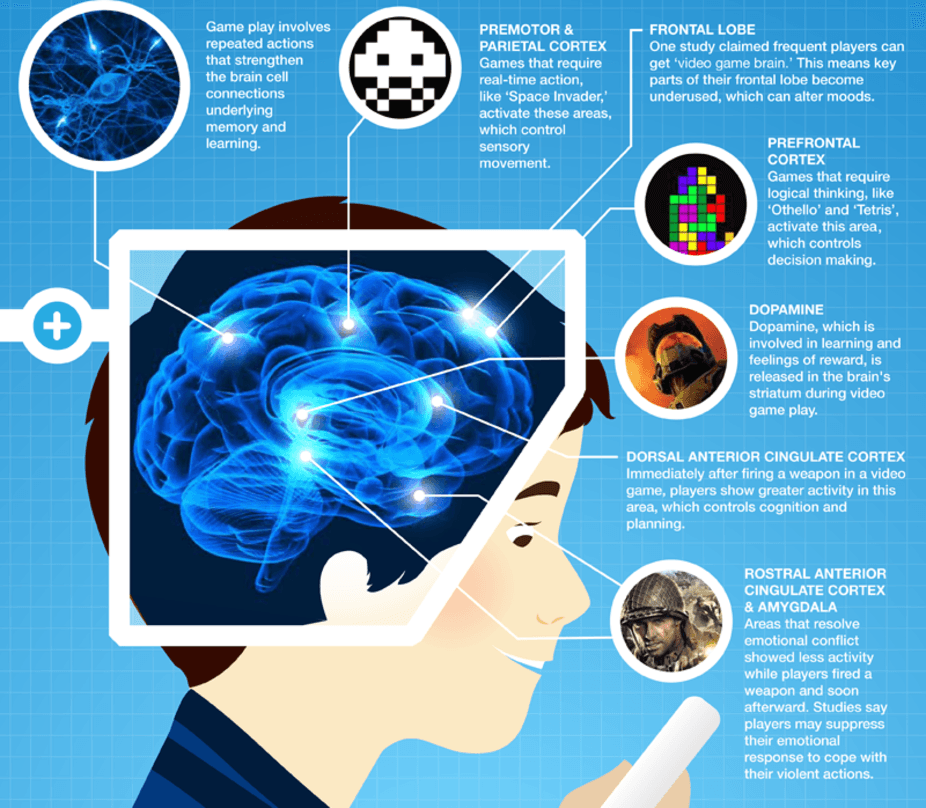 Game play involves
repeated actions
that strengthen
the brain cell
connections
underlying
memory and
learning.
PREMOTOR &
PARIETAL CORTEX
Games that require
real-time action,
like ‘Space Invader,’
activate these areas,
which control
sensory
movement.
FRONTAL LOBE
One study claimed frequent players can
get ‘video game brain.’ This means key
parts of their frontal lobe become
underused, which can alter moods.
PREFRONTAL
CORTEX
Games that require
logical thinking, like
‘Othello’ and ‘Tetris’,
activate this area,
which controls
decision making.
DOPAMINE
Dopamine, which is
involved in learning and
feelings of reward, is
released in the brain's
striatum during video
game play.
DORSAL ANTERIOR CINGULATE CORTEX
Immediately after firing a weapon in a video
game, players show greater activity in this
area, which controls cognition and
planning.
ROSTRAL ANTERIOR
CINGULATE CORTEX
& AMYGDALA
Areas that resolve
emotional conflict
showed less activity
while players fired a
weapon and soon
afterward. Studies say
players may suppress
their emotional
response to cope with
their violent actions.